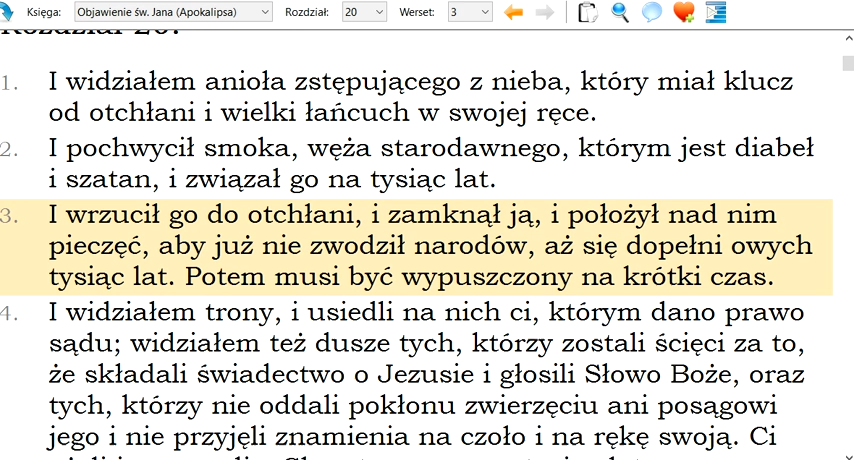 Księga: Objawienie św. Jana (Apokalipsa) Rozdział: 20 Werset: 3
Rozdział 20.
1. I widziałem anioła zstępującego z nieba, który miał klucz
od otchłani i wielki łańcuch w swojej ręce.
2. I pochwycił smoka, węża starodawnego, którym jest diabeł
i szatan, i związał go na tysiąc lat.
3. I wrzucił go do otchłani, i zamknął ją, i położył nad nim
pieczęć, aby już nie zwodził narodów, aż się dopełni owych
tysiąc lat. Potem musi być wypuszczony na krótki czas.
4. I widziałem trony, i usiedli na nich ci, którym dano prawo
sądu; widziałem też dusze tych, którzy zostali ścięci za to,
że składali świadectwo o Jezusie i głosili Słowo Boże, oraz
tych, którzy nie oddali pokłonu zwierzęciu ani posągowi
jego i nie przyjęli znamienia na czoło i na rękę swoją. Ci